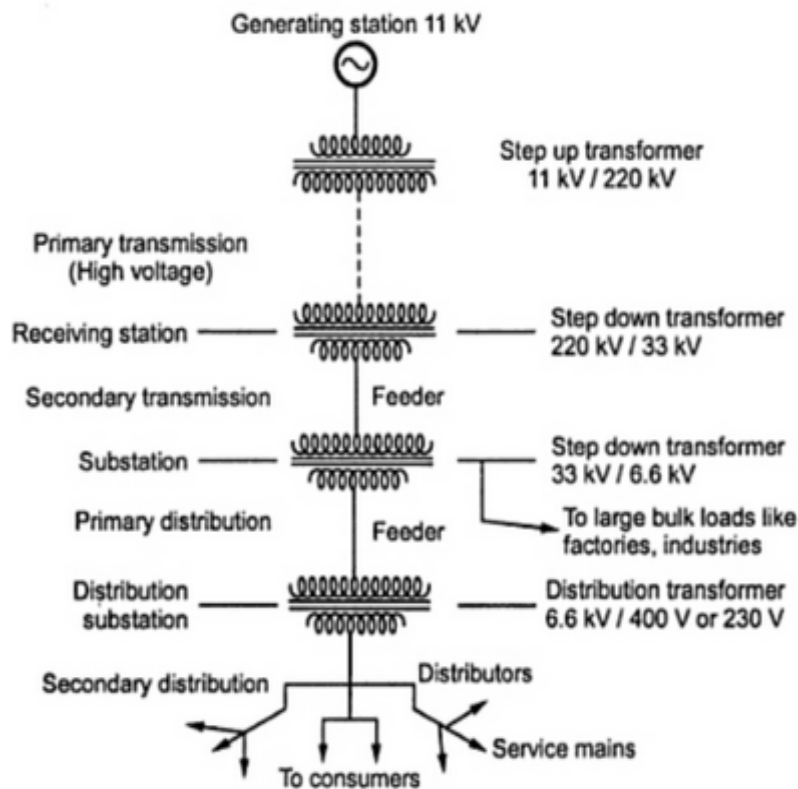 Generating station 11 kV
Step up transformer
11 kV / 220 kV
Primary transmission
(High voltage)
Receiving station
Step down transformer
220 kV / 33 kV
Secondary transmission
Feeder
Substation
Step down transformer
33 kV / 6.6 kV
Primary distribution
Feeder
To large bulk loads like
factories, industries
Distribution
substation
Distribution transformer
6.6 kV / 400 V or 230 V
Secondary distribution
Distributors
Service mains
To consumers